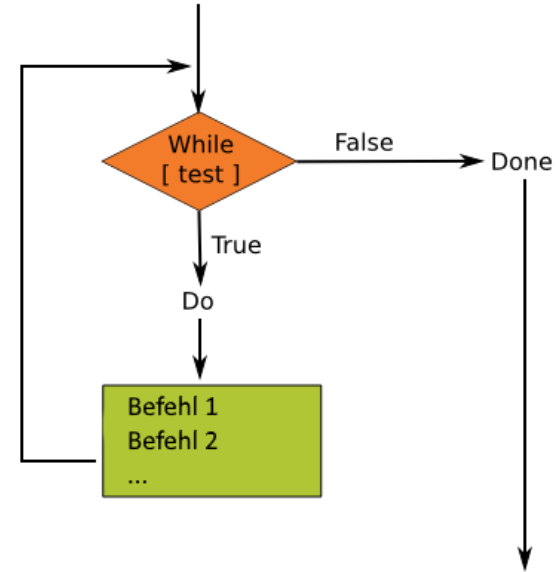 While
[ test ]
False
Done
True
Do
Befehl 1
Befehl 2
...